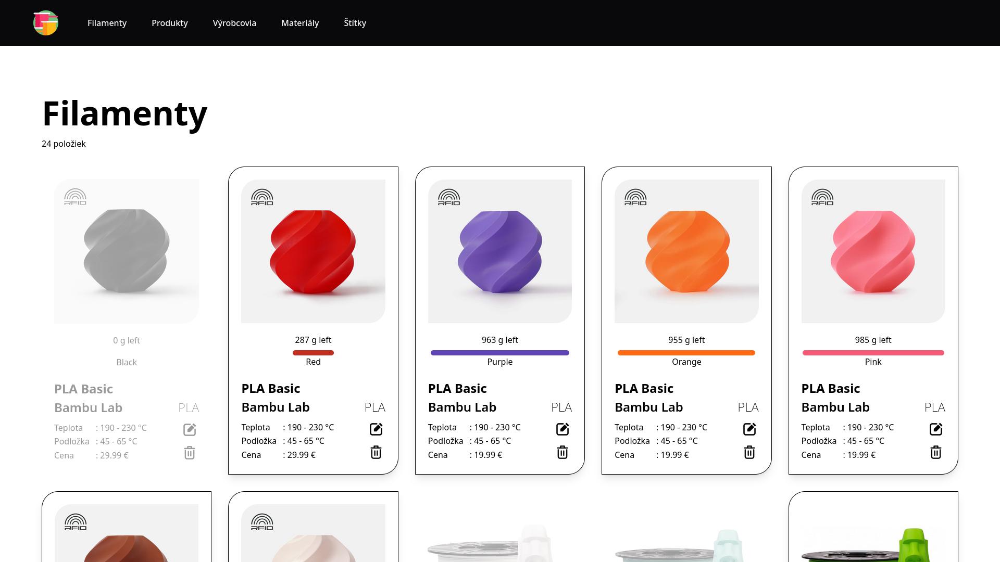 Filamenty
Produkty
Výrobcovia
Materiály
Štítky
Filamenty
24 položiek
RFID
0 g left
Black
PLA Basic
Bambu Lab
PLA
Teplota : 190 - 230 °C
Podložka : 45 - 65 °C
Cena : 29.99 €
RFID
287 g left
Red
PLA Basic
Bambu Lab
PLA
Teplota : 190 - 230 °C
Podložka : 45 - 65 °C
Cena : 29.99 €
RFID
963 g left
Purple
PLA Basic
Bambu Lab
PLA
Teplota : 190 - 230 °C
Podložka : 45 - 65 °C
Cena : 19.99 €
RFID
955 g left
Orange
PLA Basic
Bambu Lab
PLA
Teplota : 190 - 230 °C
Podložka : 45 - 65 °C
Cena : 19.99 €
RFID
985 g left
Pink
PLA Basic
Bambu Lab
PLA
Teplota : 190 - 230 °C
Podložka : 45 - 65 °C
Cena : 19.99 €
RFID
RFID